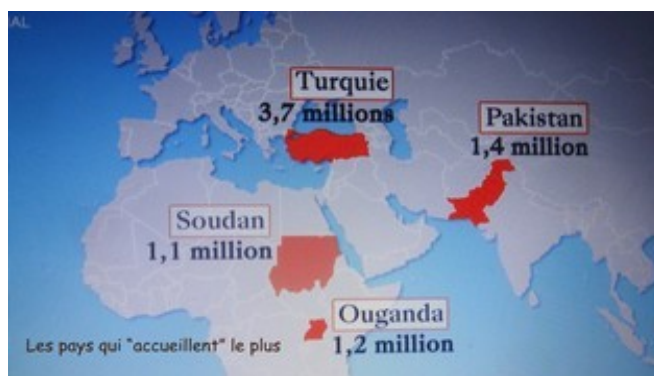 AL
Turquie
3,7 millions
Pakistan
1,4 million
Soudan
1,1 million
Ouganda
1,2 million
Les pays qui "accueillent" le plus